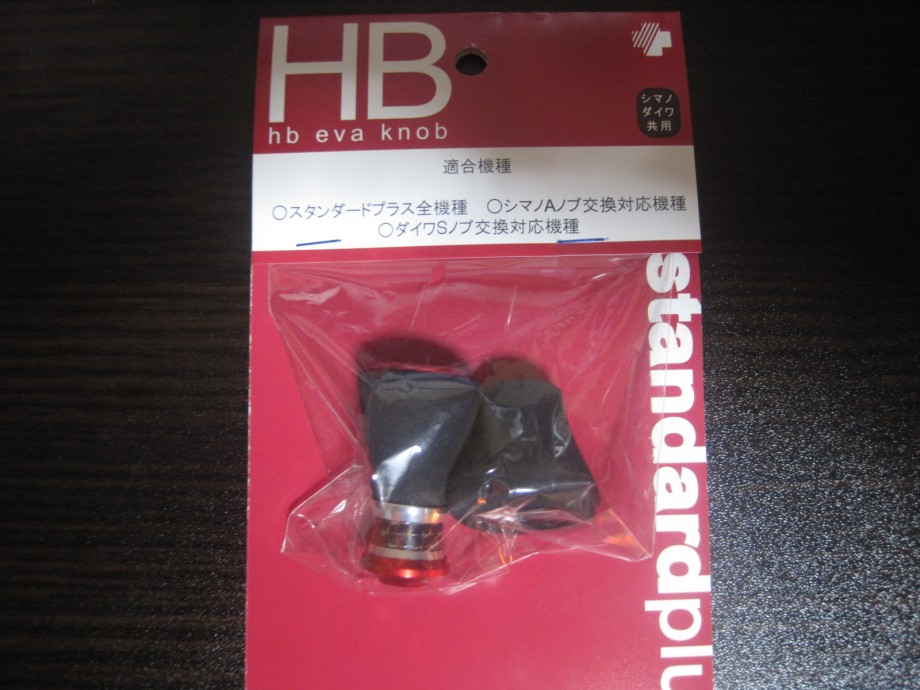 HB
hb eva knob
シマノ
ダイワ
共用
適合機種
○スタンダードプラス全機種 ○シマノAノブ交換対応機種
○ダイワSノブ交換対応機種
standardplu